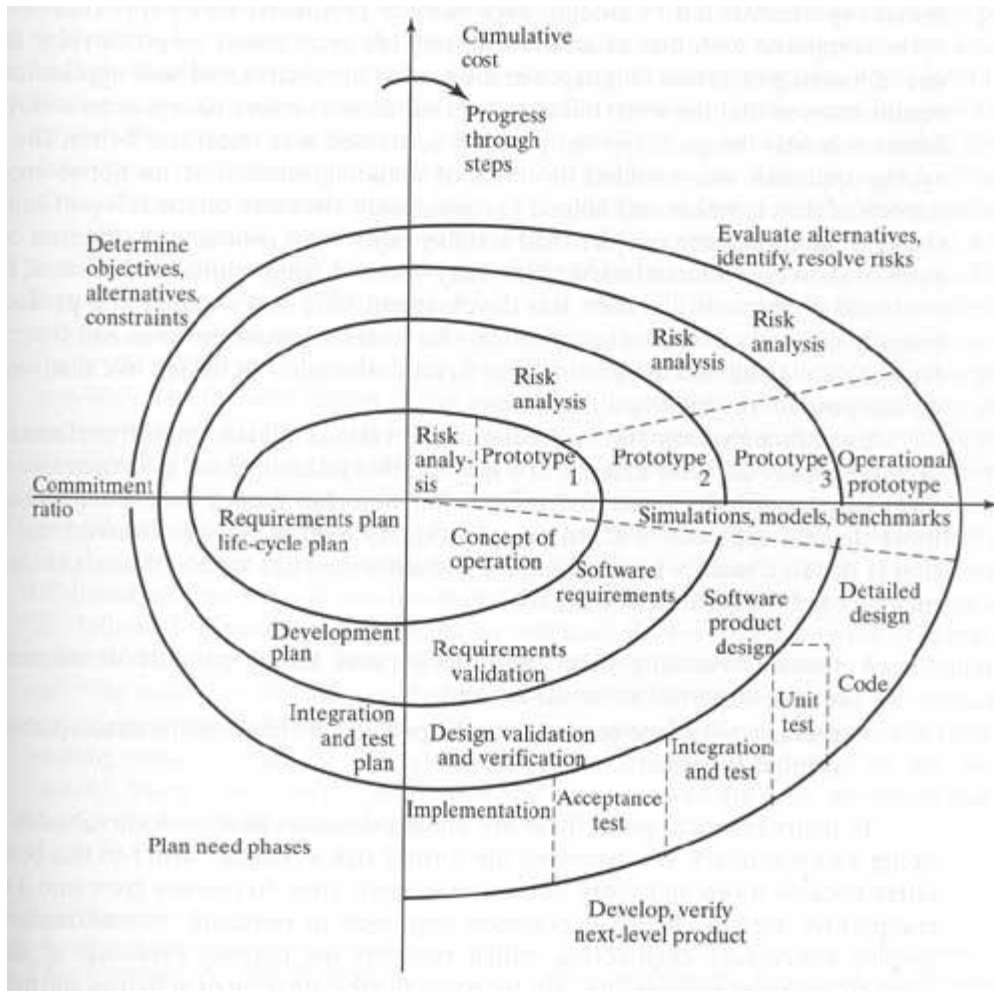 Cumulative
cost
Progress
through
steps
Determine
objectives,
alternatives,
constraints
Evaluate alternatives,
identify, resolve risks
Risk
analysis
Risk
analysis
Risk
analysis
Risk
analy-
sis
Prototype
1
Prototype
2
Prototype
3
Operational
prototype
Commitment
ratio
Requirements plan
life-cycle plan
Concept of
operation
Simulations, models, benchmarks
Software
requirements
Software
product
design
Detailed
design
Development
plan
Requirements
validation
Code
Unit
test
Integration
and test
plan
Design validation
and verification
Integration
and test
Acceptance
test
Implementation
Plan need phases
Develop, verify
next-level product